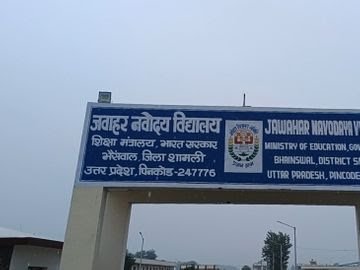 जवाहर नवोदय विद्यालय
शिक्षा मंत्रालय, भारत सरकार
भैंसवाल, जिला शामली
उत्तर प्रदेश, पिनकोड-247776
JAWAHAR NAVODAYA
MINISTRY OF EDUCATION,
BHAINSWAL, DISTRICT
UTTAR PRADESH, PINCODE